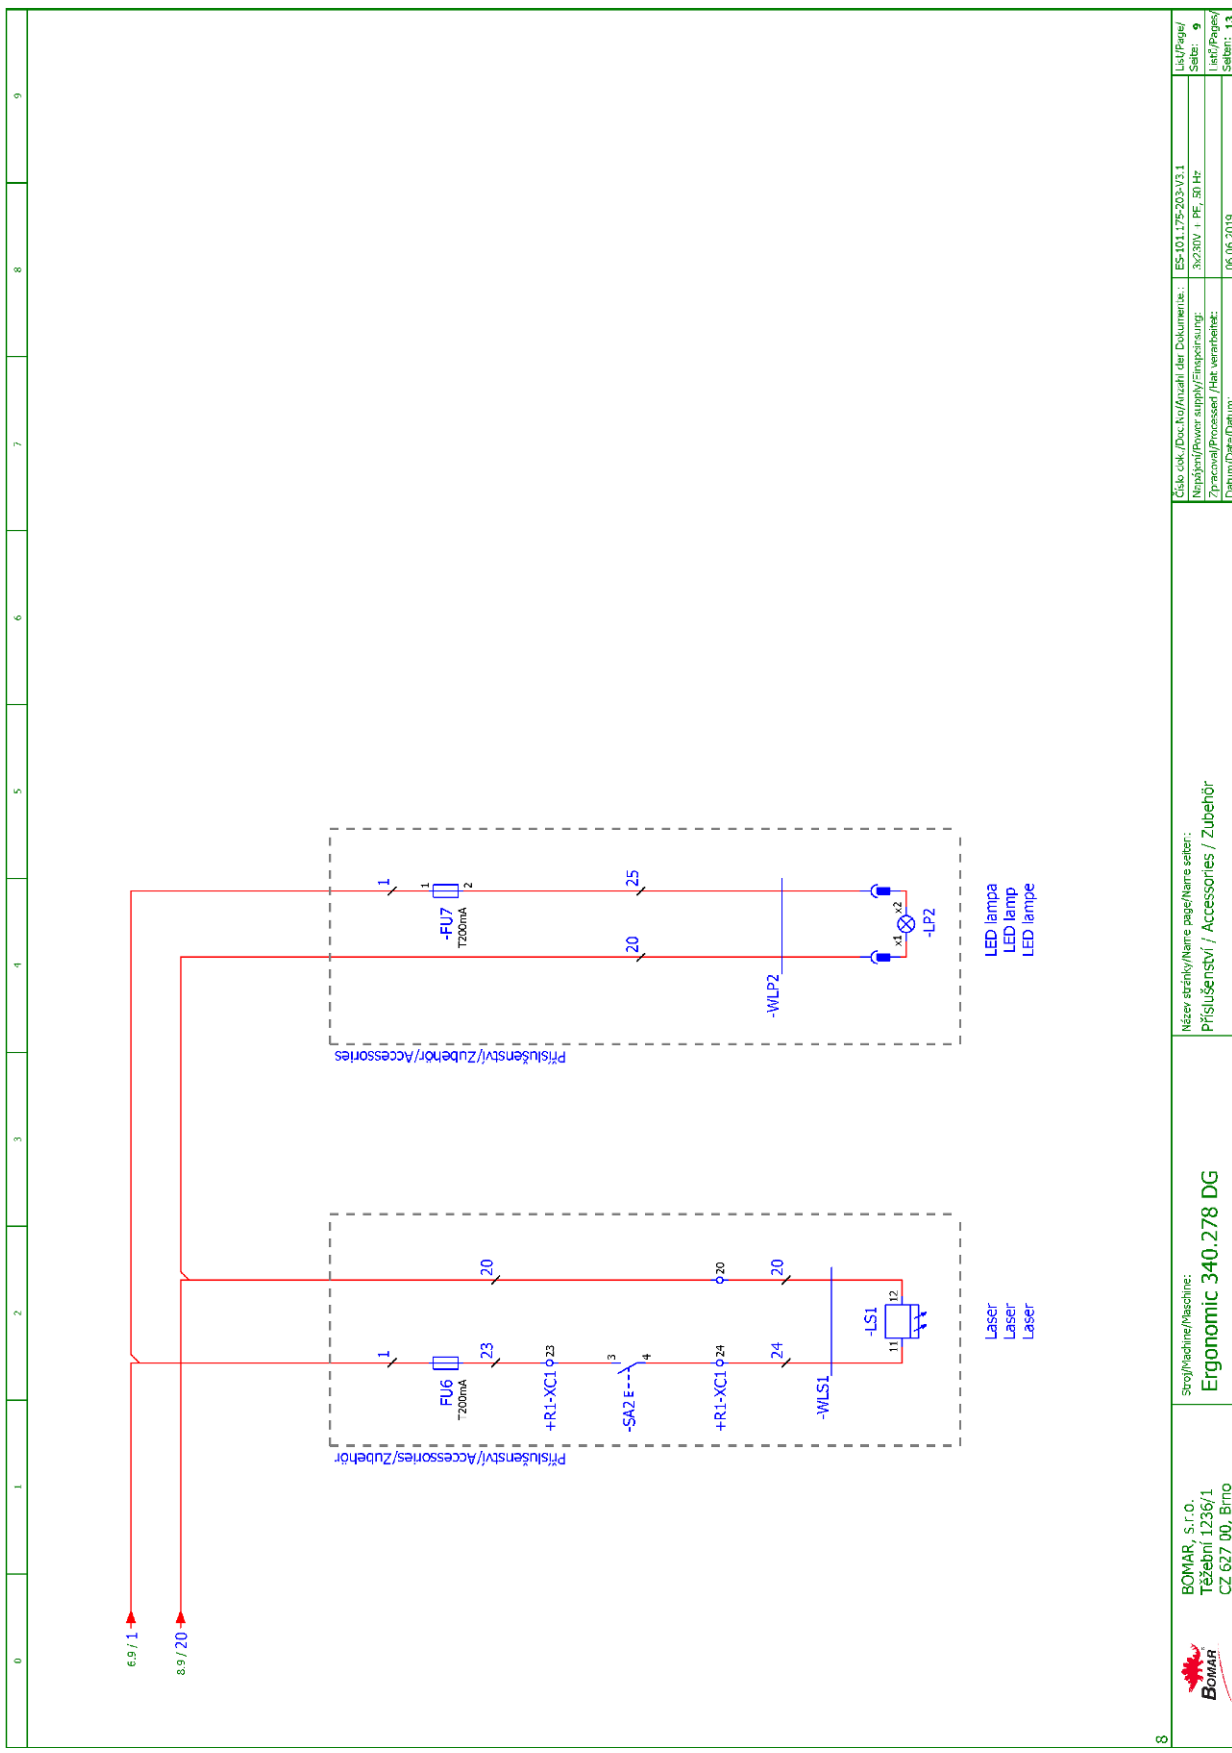 0 1 2 3 4 5 6 7 8 9
6.9 / 1
8.9 / 20
Příslušenství/Accessories/Zubehör
1
FU6
T200mA
23
20
+R1-XC1 23
-SA2 3 4
+R1-XC1 24
20
24
20
-WLS1
-LS1
11 12
Laser
Laser
Laser
Příslušenství/Zubehör/Accessories
1
-FU7
T200mA
1 2
20
25
-WLP2
x1 x2
-LP2
LED lampa
LED lamp
LED lampe
8
BOMAR
BOMAR, s.r.o.
Těžební 1236/1
CZ 627 00, Brno
Stroj/Machine/Maschine:
Ergonomic 340.278 DG
Název stránky/Name page/Name seiten:
Příslušenství / Accessories / Zubehör
Číslo dok./Doc.No/Anzahl der Dokumente.: ES-101.175-203-V3.1
Napájení/Power supply/Einspeisung: 3x230V + PE, 50 Hz
Zpracoval/Processed /Hat verarbeitet:
Datum/Date/Datum: 06.06.2019
List/Page/
Seite: 9
Listů/Pages/
Seiten: 13